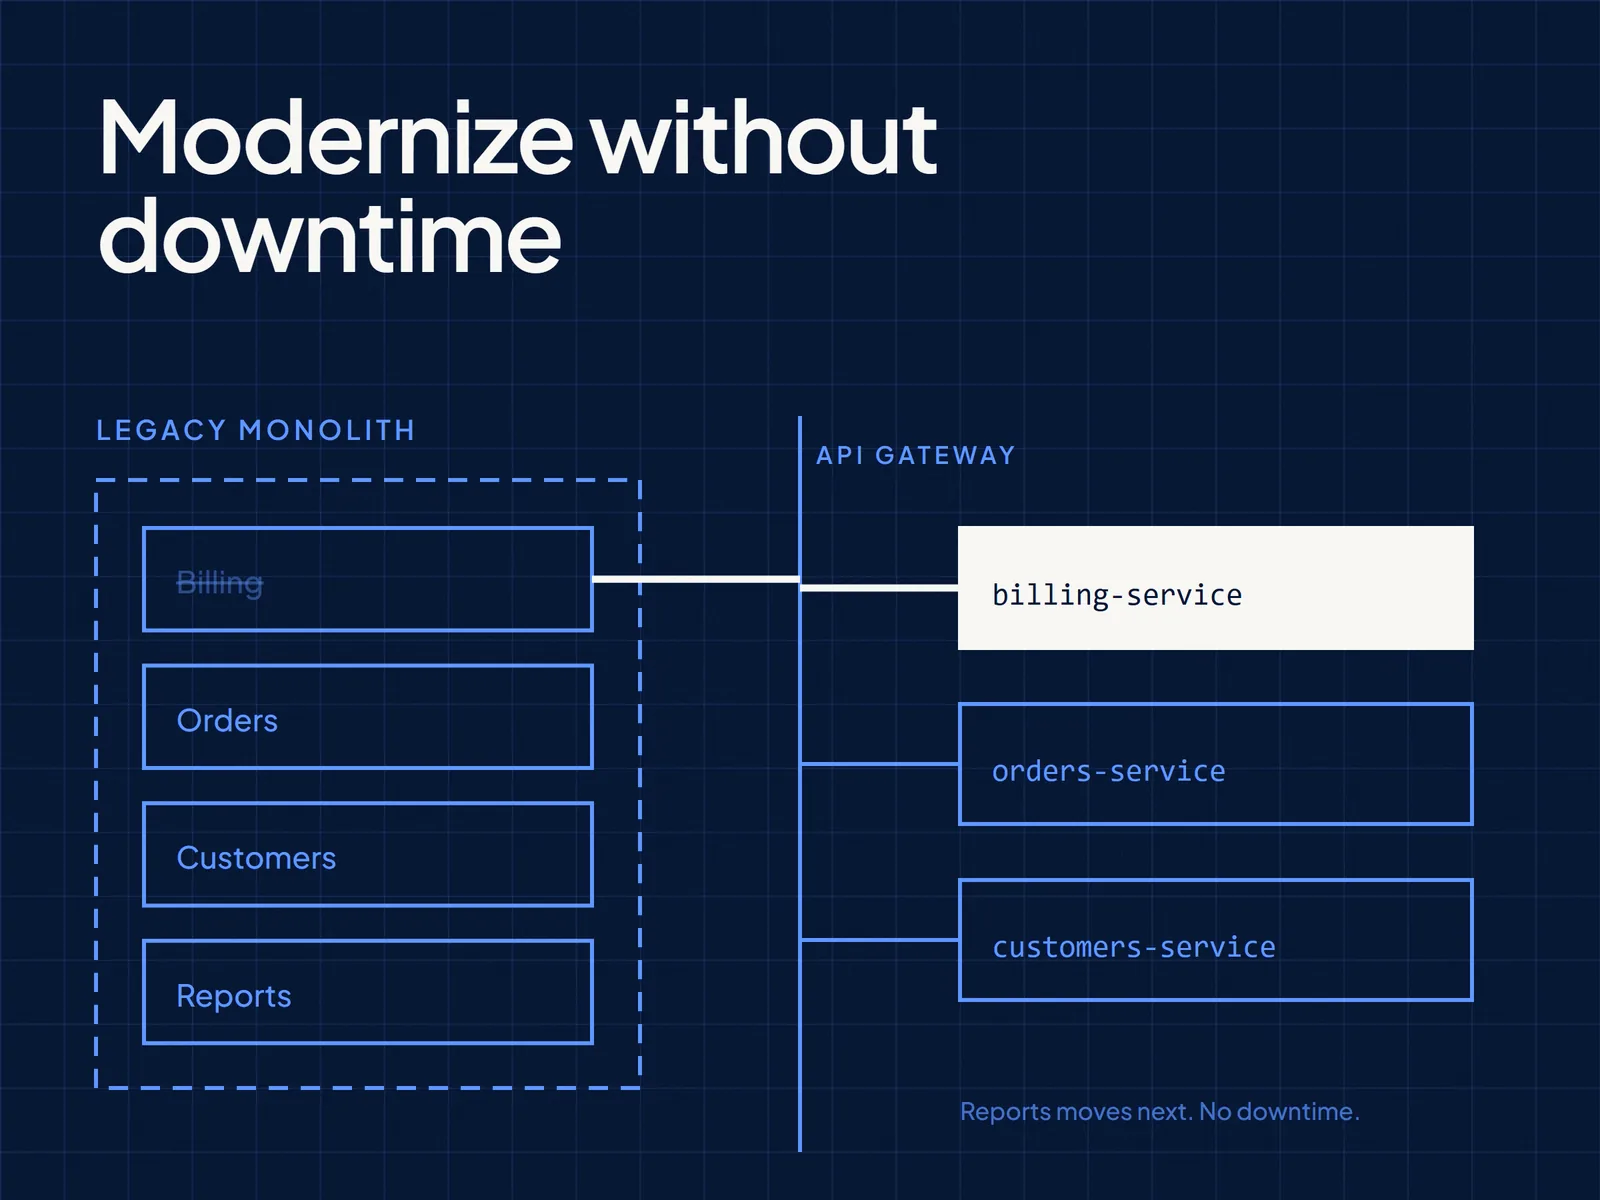 Modernize without
downtime
LEGACY MONOLITH
Billing
Orders
Customers
Reports
API GATEWAY
billing-service
orders-service
customers-service
Reports moves next. No downtime.